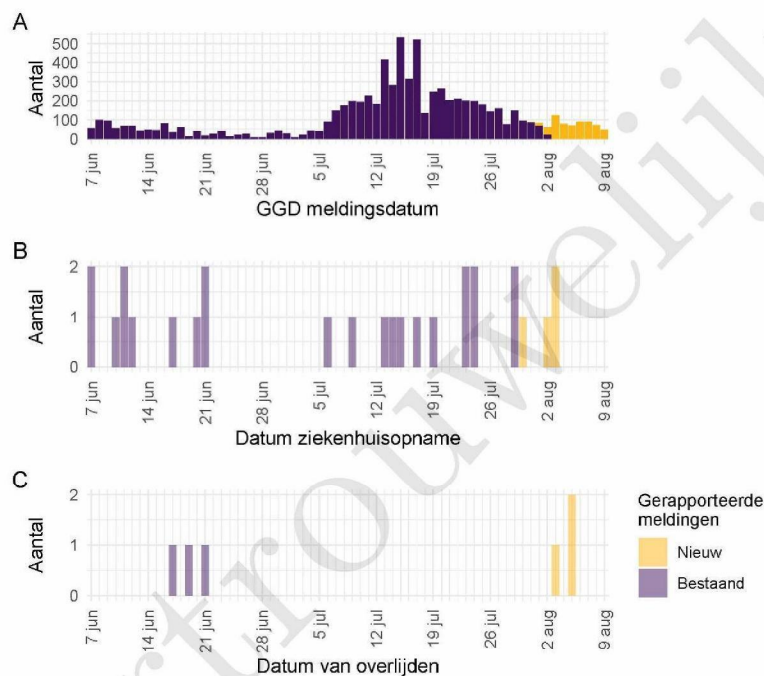 A
Aantal
500
400
300
200
100
0
7 jun
14 jun
21 jun
28 jun
5 jul
12 jul
19 jul
26 jul
2 aug
9 aug
GGD meldingsdatum
B
Aantal
2
1
0
7 jun
14 jun
21 jun
28 jun
5 jul
12 jul
19 jul
26 jul
2 aug
9 aug
Datum ziekenhuisopname
C
Aantal
2
1
0
7 jun
14 jun
21 jun
28 jun
5 jul
12 jul
19 jul
26 jul
2 aug
9 aug
Datum van overlijden
Gerapporteerde
meldingen
Nieuw
Bestaand
rtrouwelijk